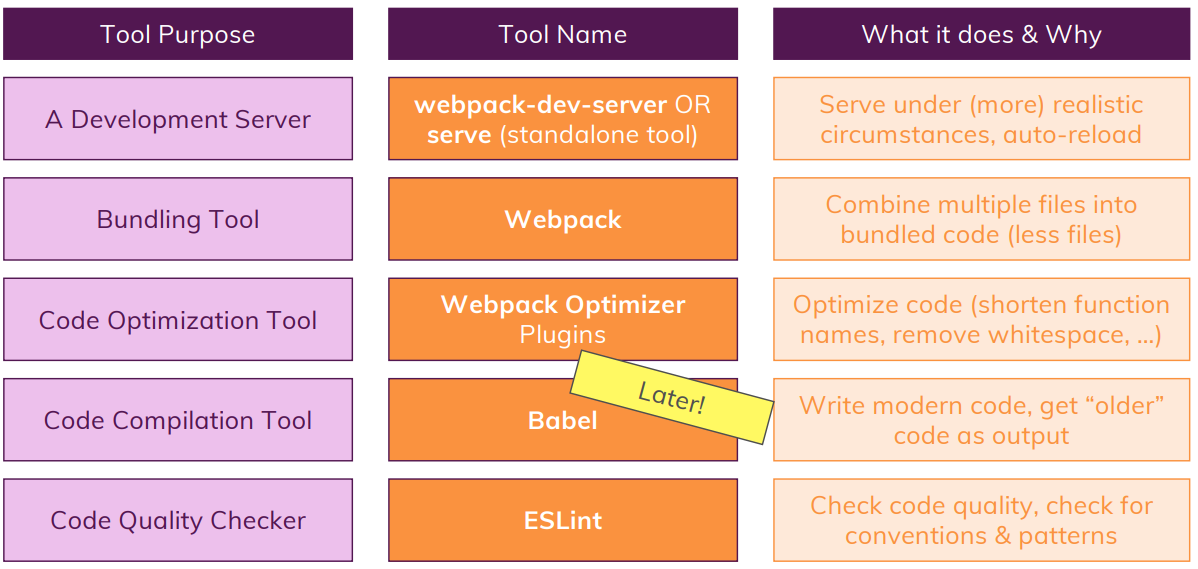 Tool Purpose
Tool Name
What it does & Why
A Development Server
webpack-dev-server OR
serve (standalone tool)
Serve under (more) realistic
circumstances, auto-reload
Bundling Tool
Webpack
Combine multiple files into
bundled code (less files)
Code Optimization Tool
Webpack Optimizer
Plugins
Optimize code (shorten function
names, remove whitespace, …)
Later!
Code Compilation Tool
Babel
Write modern code, get “older”
code as output
Code Quality Checker
ESLint
Check code quality, check for
conventions & patterns